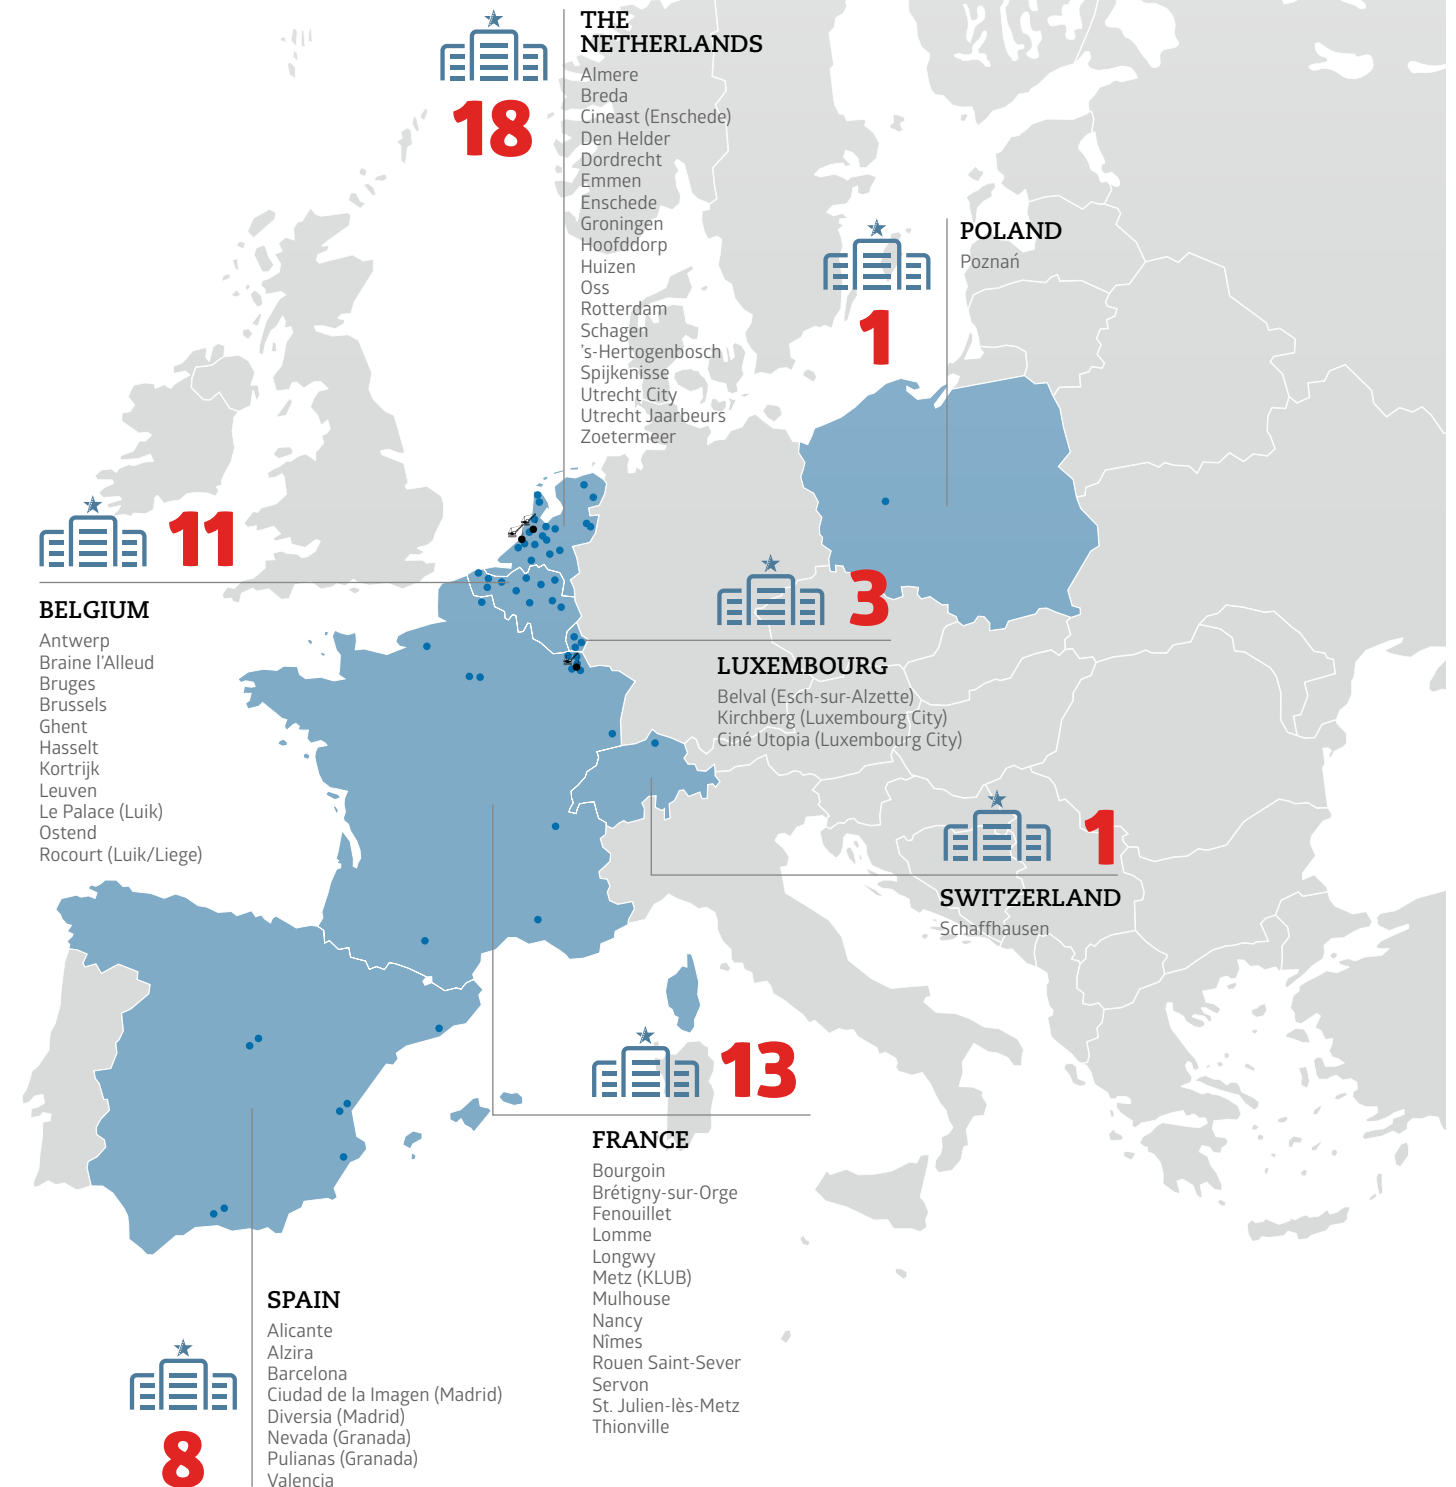 18
THE
NETHERLANDS
Almere
Breda
Cineast (Enschede)
Den Helder
Dordrecht
Emmen
Enschede
Groningen
Hoofddorp
Huizen
Oss
Rotterdam
Schagen
's-Hertogenbosch
Spijkenisse
Utrecht City
Utrecht Jaarbeurs
Zoetermeer
1
POLAND
Poznań
11
BELGIUM
Antwerp
Braine l'Alleud
Bruges
Brussels
Ghent
Hasselt
Kortrijk
Leuven
Le Palace (Luik)
Ostend
Rocourt (Luik/Liege)
3
LUXEMBOURG
Belval (Esch-sur-Alzette)
Kirchberg (Luxembourg City)
Ciné Utopia (Luxembourg City)
1
SWITZERLAND
Schaffhausen
13
FRANCE
Bourgoin
Brétigny-sur-Orge
Fenouillet
Lomme
Longwy
Metz (KLUB)
Mulhouse
Nancy
Nîmes
Rouen Saint-Sever
Servon
St. Julien-lès-Metz
Thionville
8
SPAIN
Alicante
Alzira
Barcelona
Ciudad de la Imagen (Madrid)
Diversia (Madrid)
Nevada (Granada)
Pulianas (Granada)
Valencia